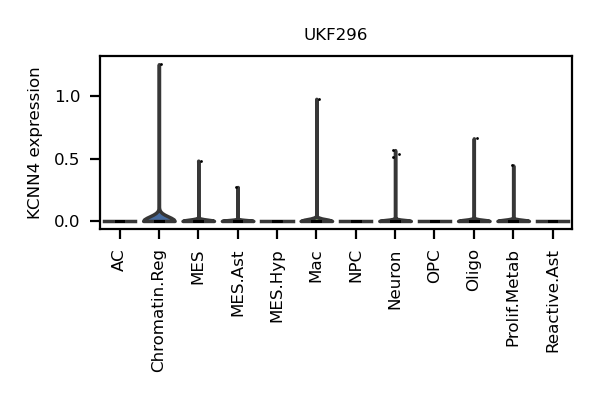 UKF296
KCNN4 expression
1.0
0.5
0.0
AC
Chromatin.Reg
MES
MES.Ast
MES.Hyp
Mac
NPC
Neuron
OPC
Oligo
Prolif.Metab
Reactive.Ast